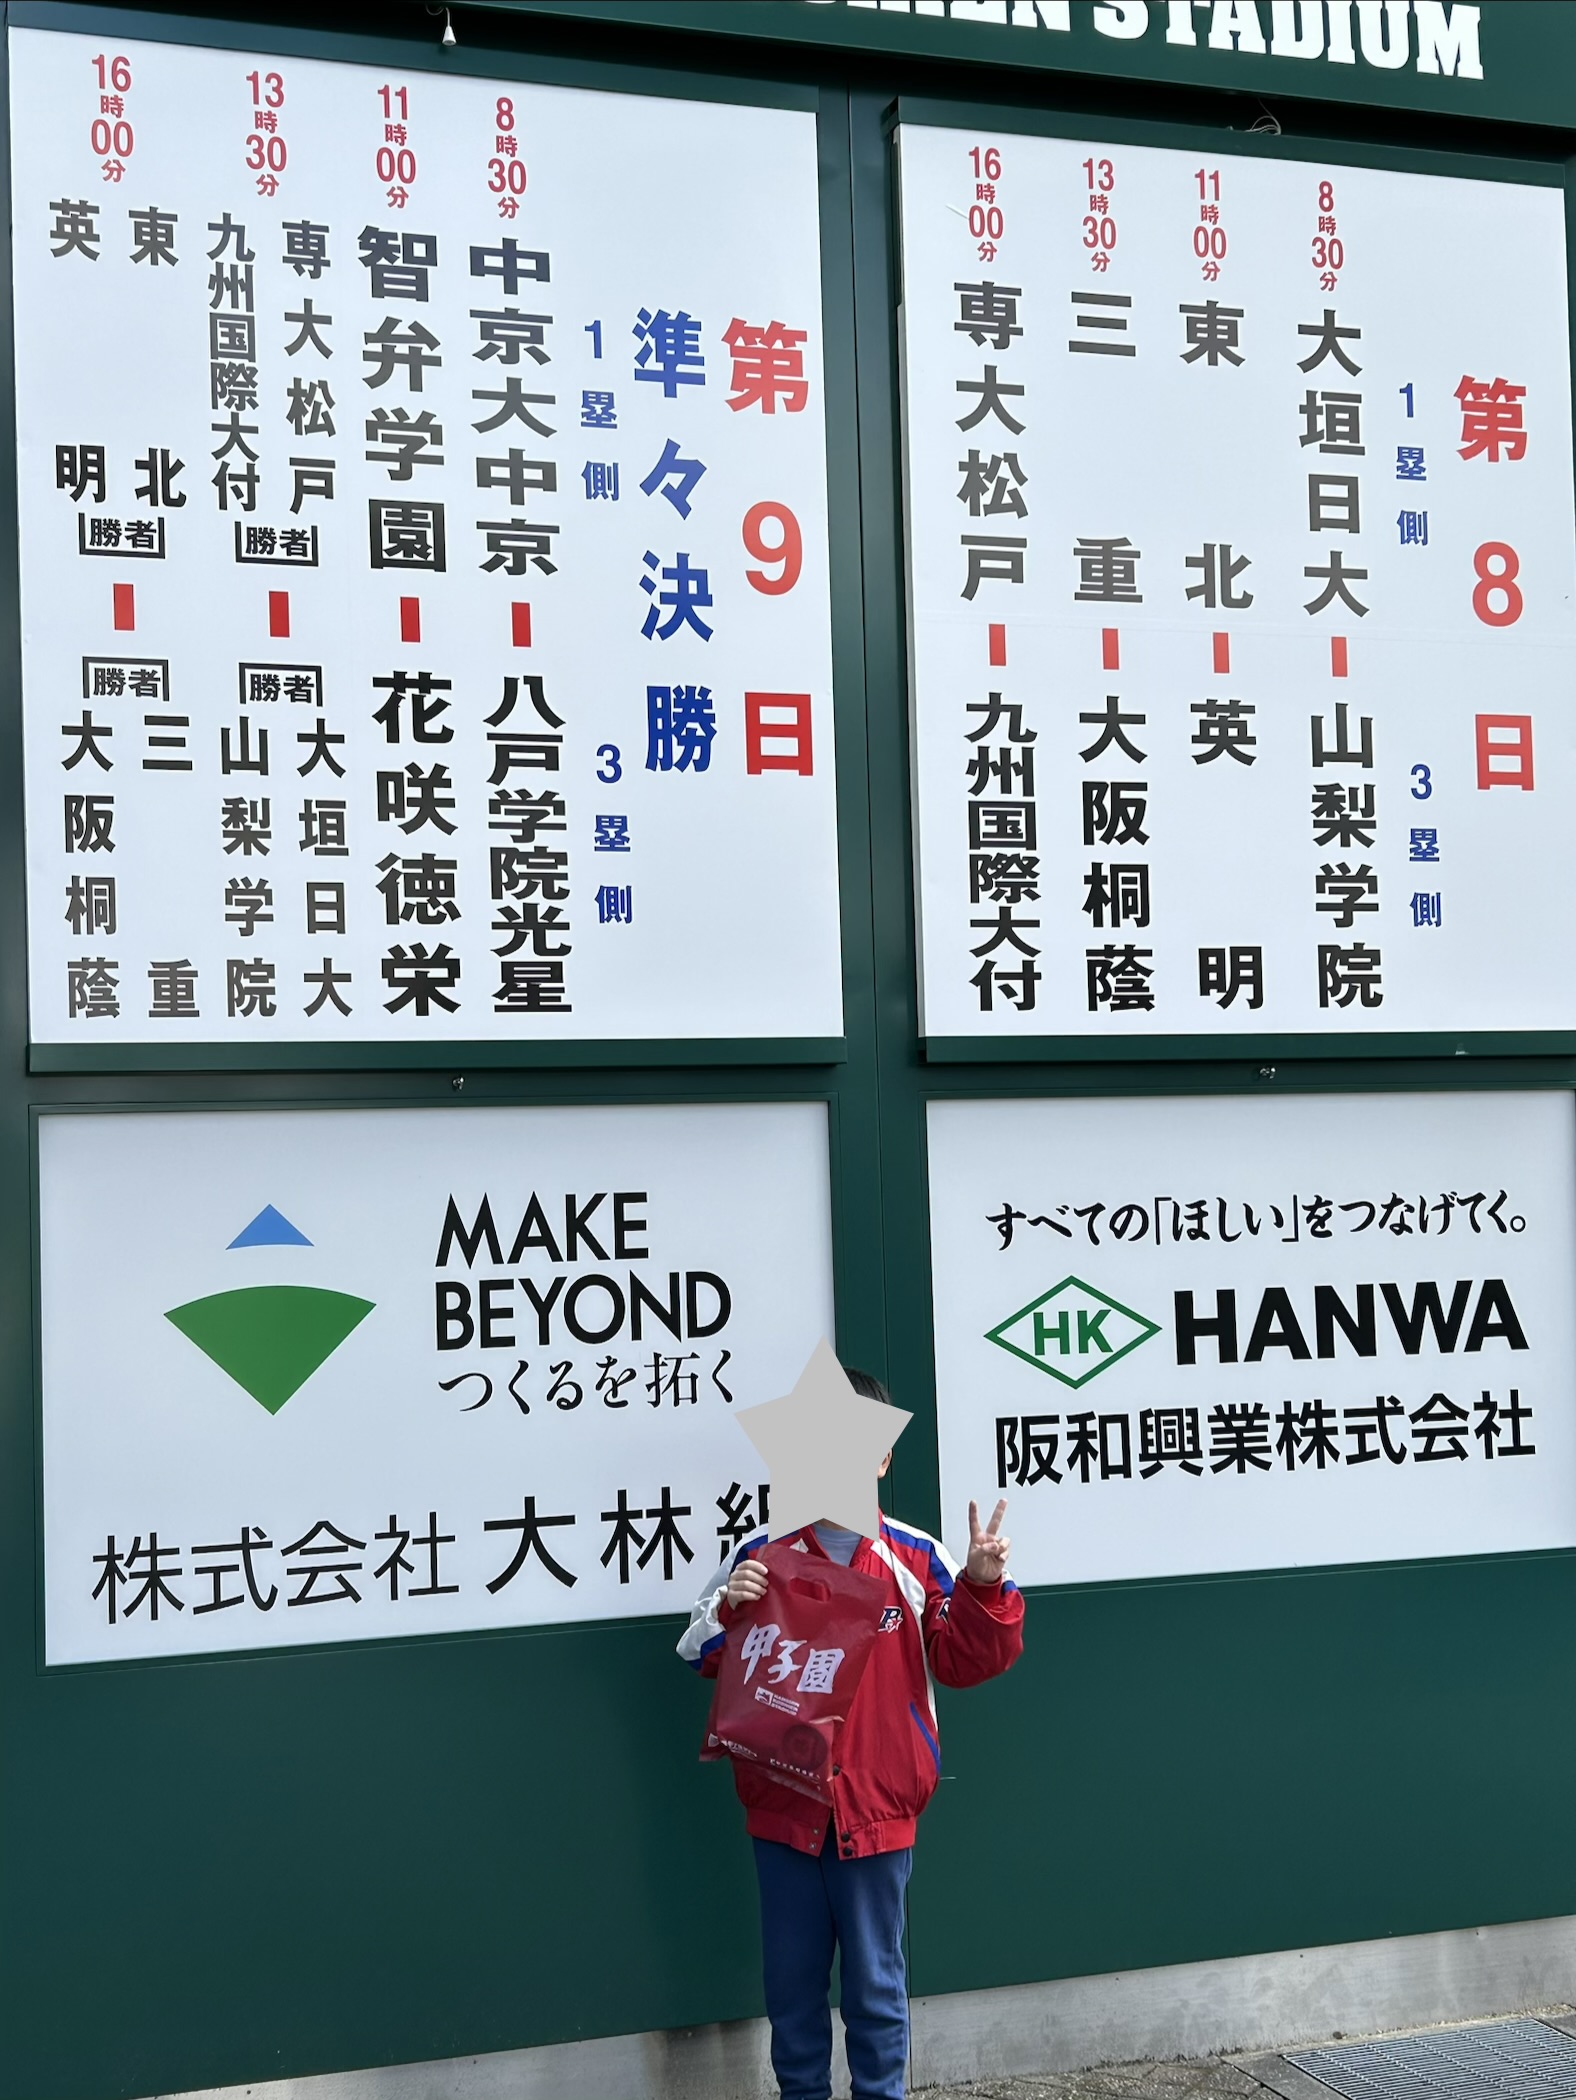 STADIUM
第8日
1塁側
3塁側
8時30分
大垣日大
山梨学院
11時00分
東北
英明
13時30分
三重
大阪桐蔭
16時00分
専大松戸
九州国際大付
第9日
準々決勝
1塁側
3塁側
8時30分
中京大中京
八戸学院光星
11時00分
智弁学園
花咲徳栄
13時30分
専大松戸
九州国際大付
勝者
勝者
大垣日大
山梨学院
16時00分
東北
英明
勝者
勝者
三重
大阪桐蔭
MAKE
BEYOND
つくるを拓く
株式会社大林組
すべての「ほしい」をつなげてく。
HK HANWA
阪和興業株式会社
甲子園